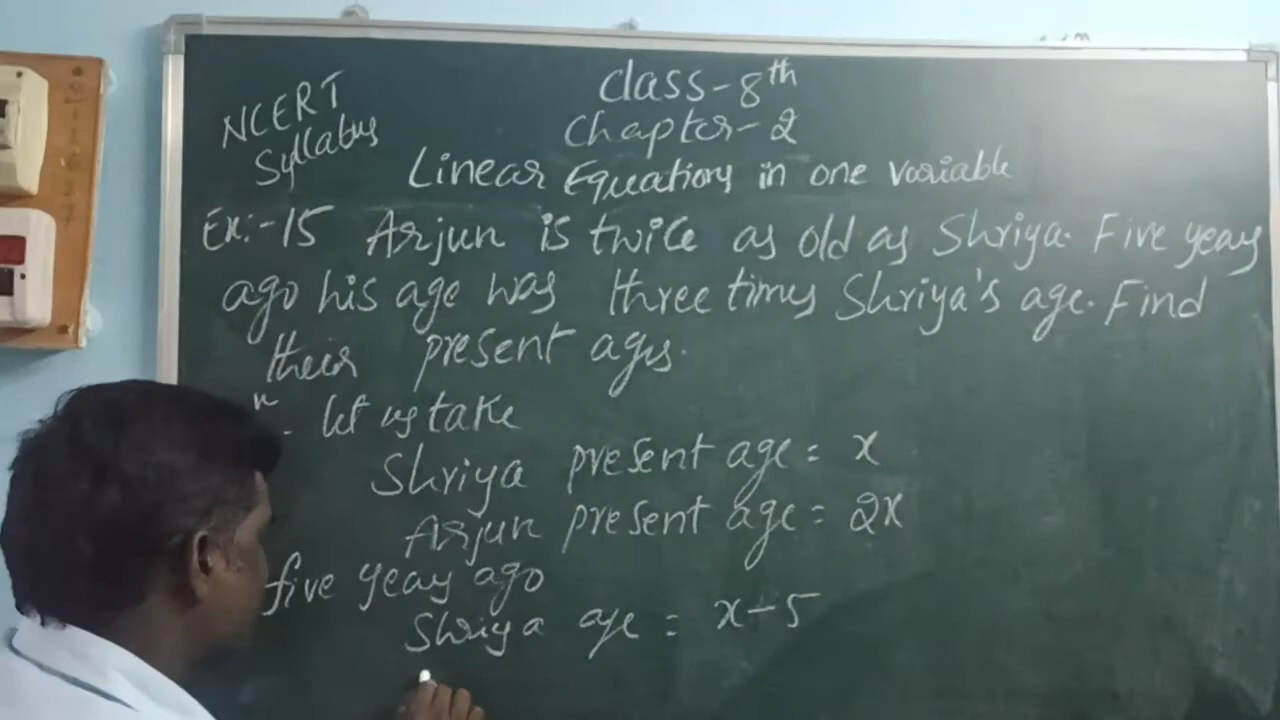 NCERT
Syllabus
Class-8th
Chapter-2
Linear Equations in one variable
Ex:-15 Arjun is twice as old as Shriya. Five years
ago his age was three times Shriya's age. Find
their present ages.
let us take
Shriya present age = x
Arjun present age = 2x
five years ago
Shriya age = x-5